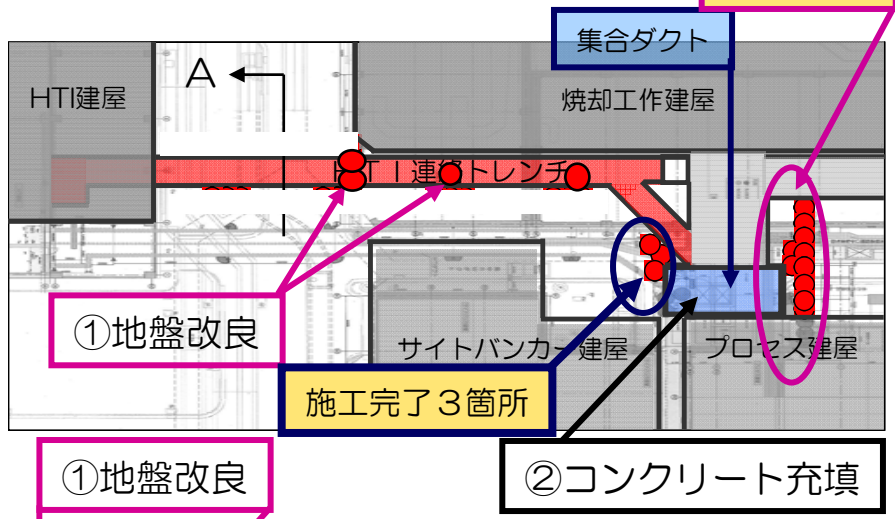 集合ダクト
A
HTI建屋
焼却工作建屋
HTI連絡トレンチ
①地盤改良
サイトバンカー建屋
プロセス建屋
施工完了3箇所
①地盤改良
②コンクリート充填